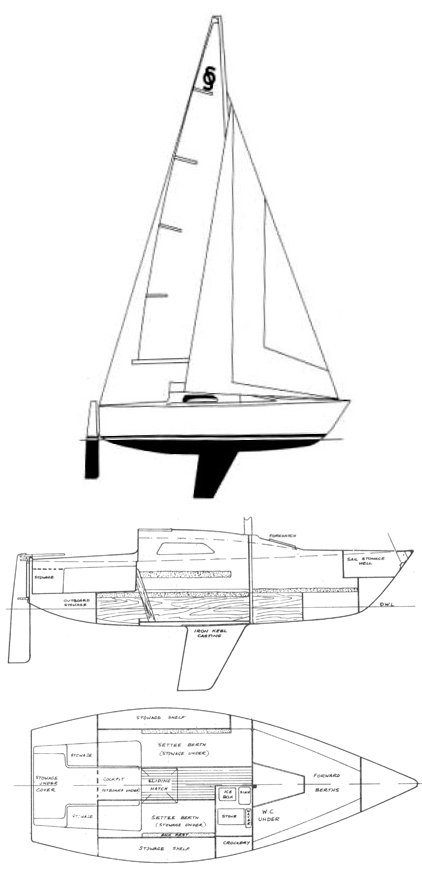 S
FOREHATCH
SAIL STOWAGE
WELL
STOWAGE
OUTBOARD
STOWAGE
D.W.L
IRON KEEL
CASTING
STOWAGE SHELF
SETTEE BERTH
(STOWAGE UNDER)
STOWAGE
STOWAGE
UNDER
COVER
COCKPIT
OUTBOARD UNDER
SLIDING
HATCH
ICE
BOX
SINK
FORWARD
BERTHS
STOWAGE
STOVE
W.C
UNDER
SETTEE BERTH
(STOWAGE UNDER)
BACK REST
STOWAGE SHELF
CROCKERY